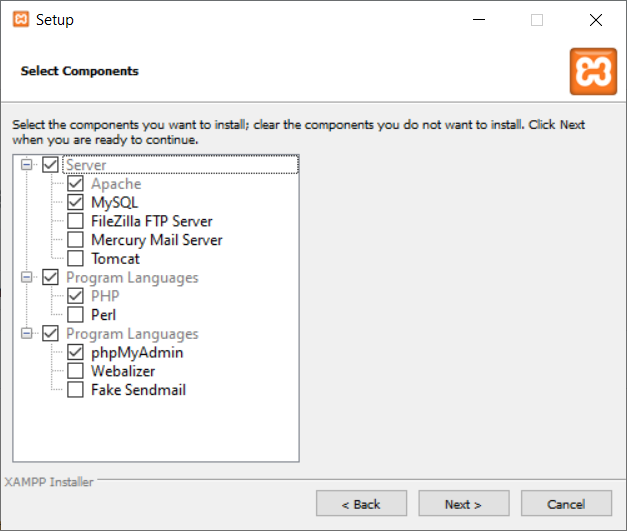 Setup
Select Components
Select the components you want to install; clear the components you do not want to install. Click Next
when you are ready to continue.
Server
Apache
MySQL
FileZilla FTP Server
Mercury Mail Server
Tomcat
Program Languages
PHP
Perl
Program Languages
phpMyAdmin
Webalizer
Fake Sendmail
XAMPP Installer
< Back
Next >
Cancel